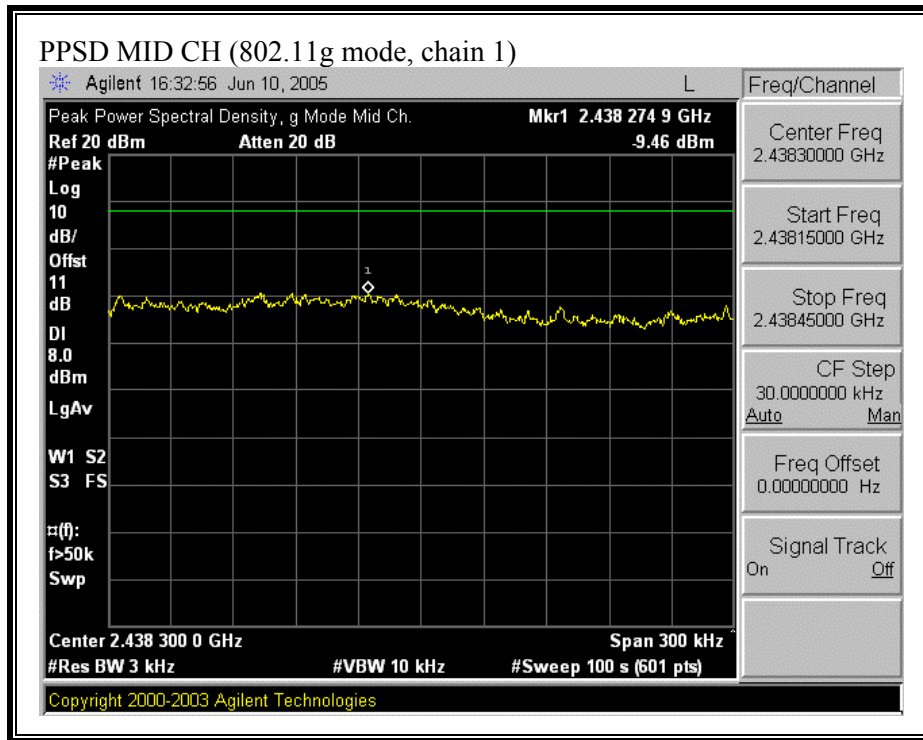 PPSD MID CH (802.11g mode, chain 1)
Agilent 16:32:56 Jun 10, 2005 L Freq/Channel
Peak Power Spectral Density, g Mode Mid Ch. Mkr1 2.438 274 9 GHz
Ref 20 dBm Atten 20 dB -9.46 dBm
#Peak
Log
10
dB/
Offst
11
dB
DI
8.0
dBm
LgAv
W1 S2
S3 FS
¤(f):
f>50k
Swp
1
Center 2.438 300 0 GHz Span 300 kHz
#Res BW 3 kHz #VBW 10 kHz #Sweep 100 s (601 pts)
Copyright 2000-2003 Agilent Technologies
Center Freq
2.43830000 GHz
Start Freq
2.43815000 GHz
Stop Freq
2.43845000 GHz
CF Step
30.0000000 kHz
Auto Man
Freq Offset
0.00000000 Hz
Signal Track
On Off